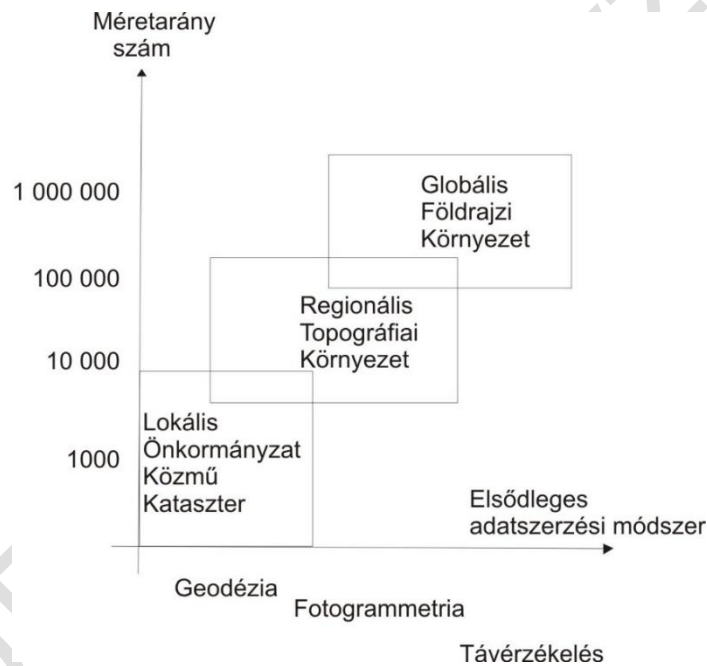 Méretarány
szám
1 000 000
Globális
Földrajzi
Környezet
100 000
Regionális
Topográfiai
Környezet
10 000
Lokális
Önkormányzat
Közmű
Kataszter
1000
Elsődleges
adatszerzési módszer
Geodézia
Fotogrammetria
Távérzékelés